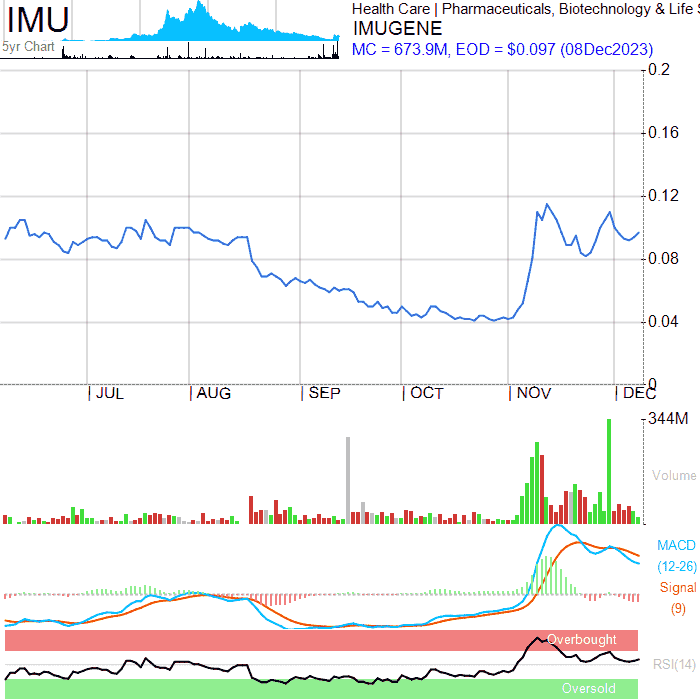 IMU
5yr Chart
Health Care | Pharmaceuticals, Biotechnology & Life S
IMUGENE
MC = 673.9M, EOD = $0.097 (08Dec2023)
0.2
0.16
0.12
0.08
0.04
0
JUL AUG SEP OCT NOV DEC
344M
Volume
MACD
(12-26)
Signal
(9)
Overbought
RSI(14)
Oversold